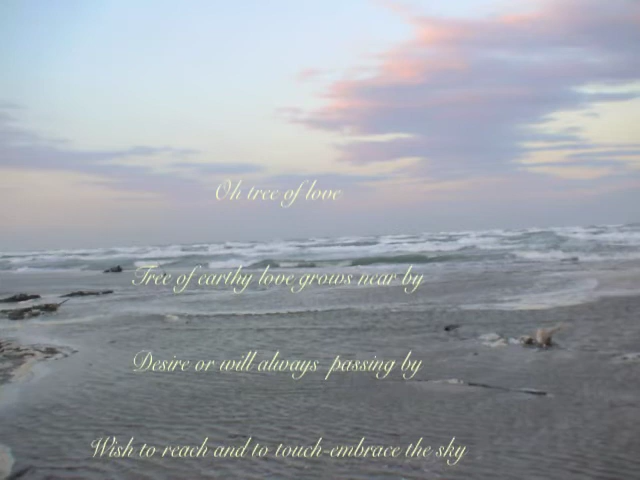 Oh tree of love
Tree of earthy love grows near by
Desire or will always passing by
Wish to reach and to touch-embrace the sky